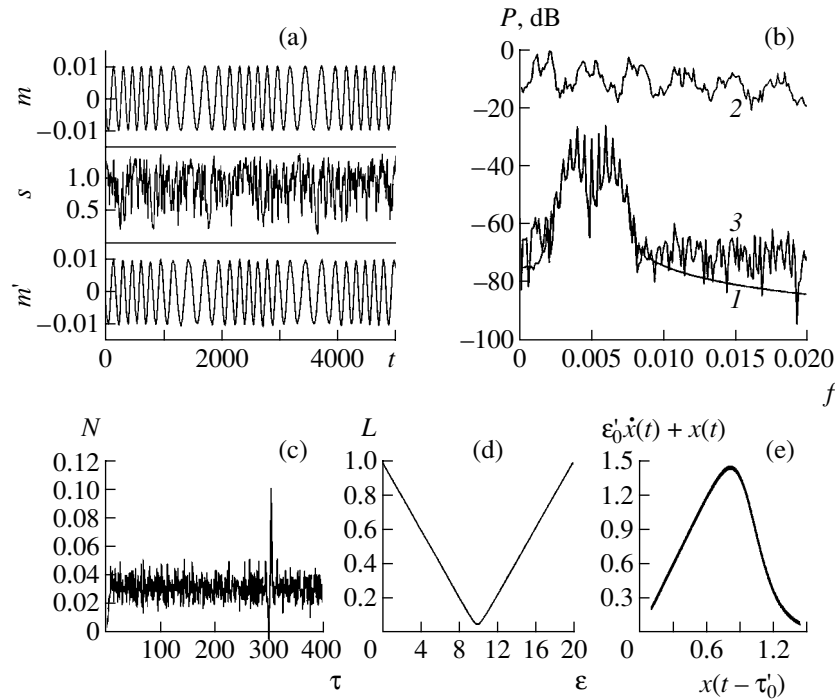 (a)
m
0.01
0
−0.01
s
1.0
0.5
m'
0.01
0
−0.01
0 2000 4000 t
P, dB
(b)
0
−20
−40
−60
−80
−100
2
3
1
0 0.005 0.010 0.015 0.020
f
N
(c)
0.12
0.10
0.08
0.06
0.04
0.02
0
100 200 300 400
τ
L
(d)
1.0
0.8
0.6
0.4
0.2
0 4 8 12 16 20
ε
ε'₀ẋ(t) + x(t)
(e)
1.5
1.2
0.9
0.6
0.3
0 0.6 1.2
x(t − τ'₀)